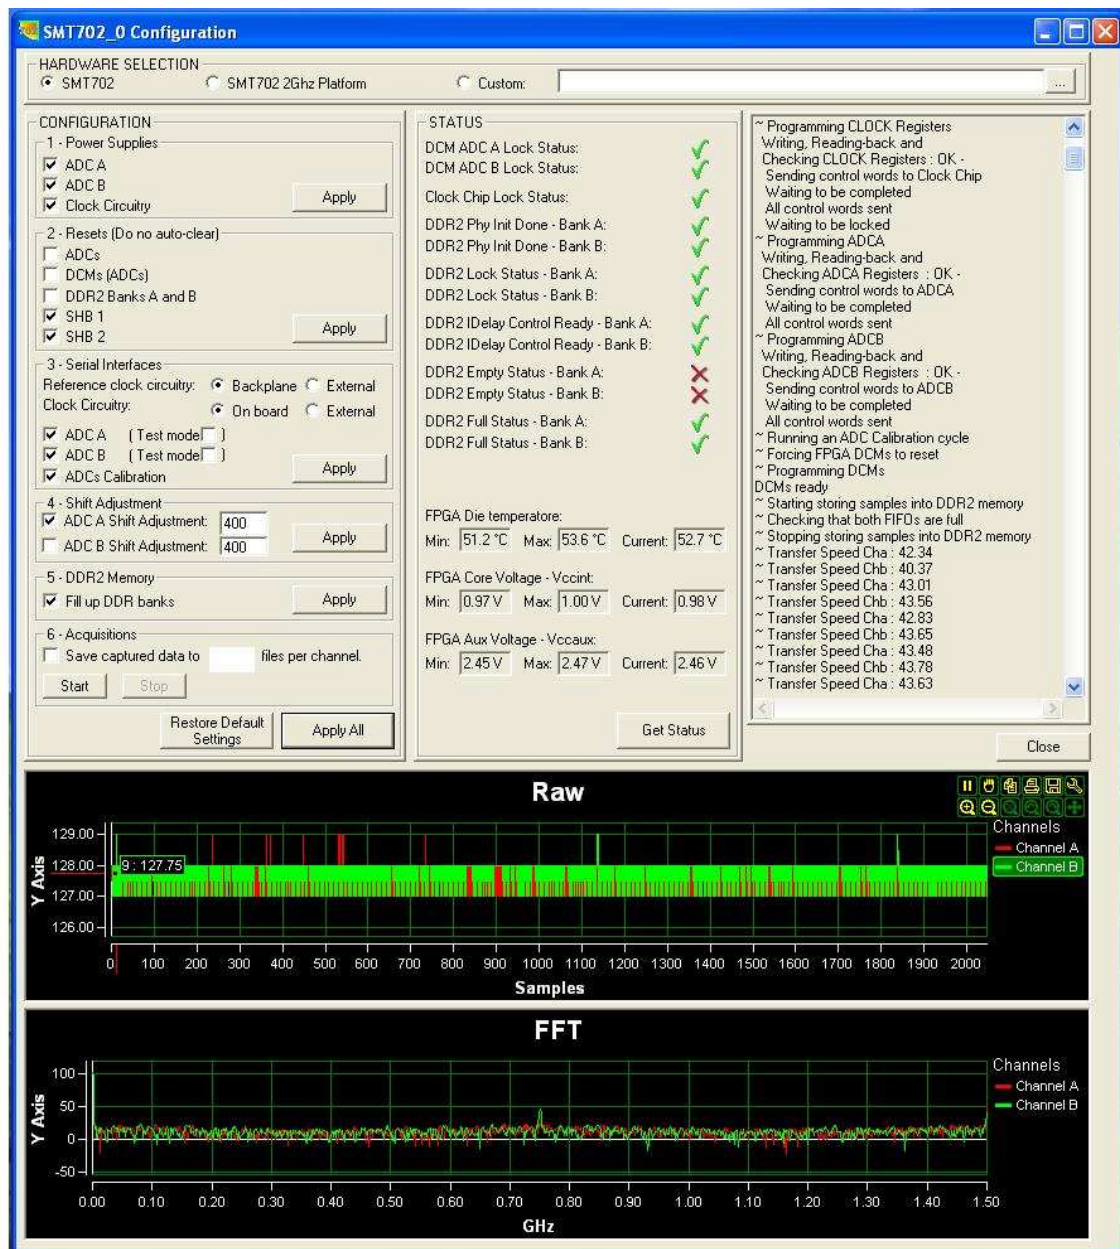 SMT702_0 Configuration
HARDWARE SELECTION
SMT702 SMT702 2Ghz Platform Custom: ...
CONFIGURATION
1 - Power Supplies
ADC A
ADC B
Clock Circuitry
Apply
2 - Resets (Do no auto-clear)
ADCs
DCMs (ADCs)
DDR2 Banks A and B
SHB 1
SHB 2
Apply
3 - Serial Interfaces
Reference clock circuitry: Backplane External
Clock Circuitry: On board External
ADC A ( Test mode )
ADC B ( Test mode )
ADCs Calibration
Apply
4 - Shift Adjustment
ADC A Shift Adjustment: 400
ADC B Shift Adjustment: 400
Apply
5 - DDR2 Memory
Fill up DDR banks
Apply
6 - Acquisitions
Save captured data to files per channel.
Start Stop
Restore Default Settings
Apply All
STATUS
DCM ADC A Lock Status:
DCM ADC B Lock Status:
Clock Chip Lock Status:
DDR2 Phy Init Done - Bank A:
DDR2 Phy Init Done - Bank B:
DDR2 Lock Status - Bank A:
DDR2 Lock Status - Bank B:
DDR2 IDelay Control Ready - Bank A:
DDR2 IDelay Control Ready - Bank B:
DDR2 Empty Status - Bank A:
DDR2 Empty Status - Bank B:
DDR2 Full Status - Bank A:
DDR2 Full Status - Bank B:
FPGA Die temperatore:
Min: 51.2 °C Max: 53.6 °C Current: 52.7 °C
FPGA Core Voltage - Vccint:
Min: 0.97 V Max: 1.00 V Current: 0.98 V
FPGA Aux Voltage - Vccaux:
Min: 2.45 V Max: 2.47 V Current: 2.46 V
Get Status
~ Programming CLOCK Registers
Writing, Reading-back and
Checking CLOCK Registers : OK -
Sending control words to Clock Chip
Waiting to be completed
All control words sent
Waiting to be locked
~ Programming ADCA
Writing, Reading-back and
Checking ADCA Registers : OK -
Sending control words to ADCA
Waiting to be completed
All control words sent
~ Programming ADCB
Writing, Reading-back and
Checking ADCB Registers : OK -
Sending control words to ADCB
Waiting to be completed
All control words sent
~ Running an ADC Calibration cycle
~ Forcing FPGA DCMs to reset
~ Programming DCMs
DCMs ready
~ Starting storing samples into DDR2 memory
~ Checking that both FIFOs are full
~ Stopping storing samples into DDR2 memory
~ Transfer Speed Cha : 42.34
~ Transfer Speed Chb : 40.37
~ Transfer Speed Cha : 43.01
~ Transfer Speed Chb : 43.56
~ Transfer Speed Cha : 42.83
~ Transfer Speed Chb : 43.65
~ Transfer Speed Cha : 43.48
~ Transfer Speed Chb : 43.78
~ Transfer Speed Cha : 43.63
Close
Raw
Y Axis
129.00
128.00
127.00
126.00
9 : 127.75
0 100 200 300 400 500 600 700 800 900 1000 1100 1200 1300 1400 1500 1600 1700 1800 1900 2000
Samples
Channels
Channel A
Channel B
FFT
Y Axis
100
50
0
-50
0.00 0.10 0.20 0.30 0.40 0.50 0.60 0.70 0.80 0.90 1.00 1.10 1.20 1.30 1.40 1.50
GHz
Channels
Channel A
Channel B